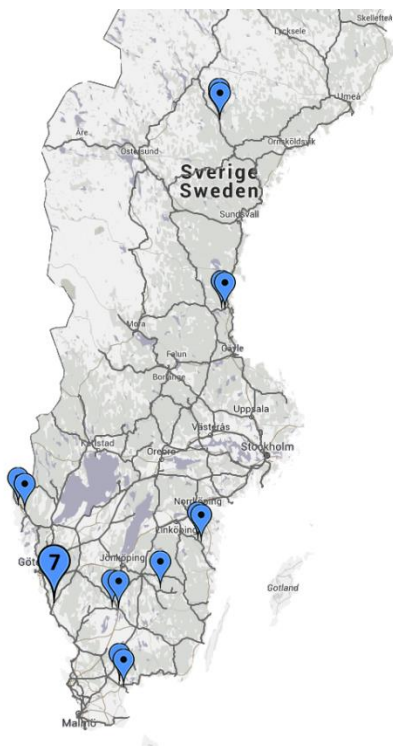 Skellefteå
Lycksele
Umeå
Åre
Östersund
Örnsköldsvik
Sverige
Sweden
Sundsvall
Mora
Falun
Gävle
Borlänge
Uppsala
Västerås
Karlstad
Örebro
Stockholm
Norrköping
Linköping
Jönköping
Göte
7
Gotland
Malmö